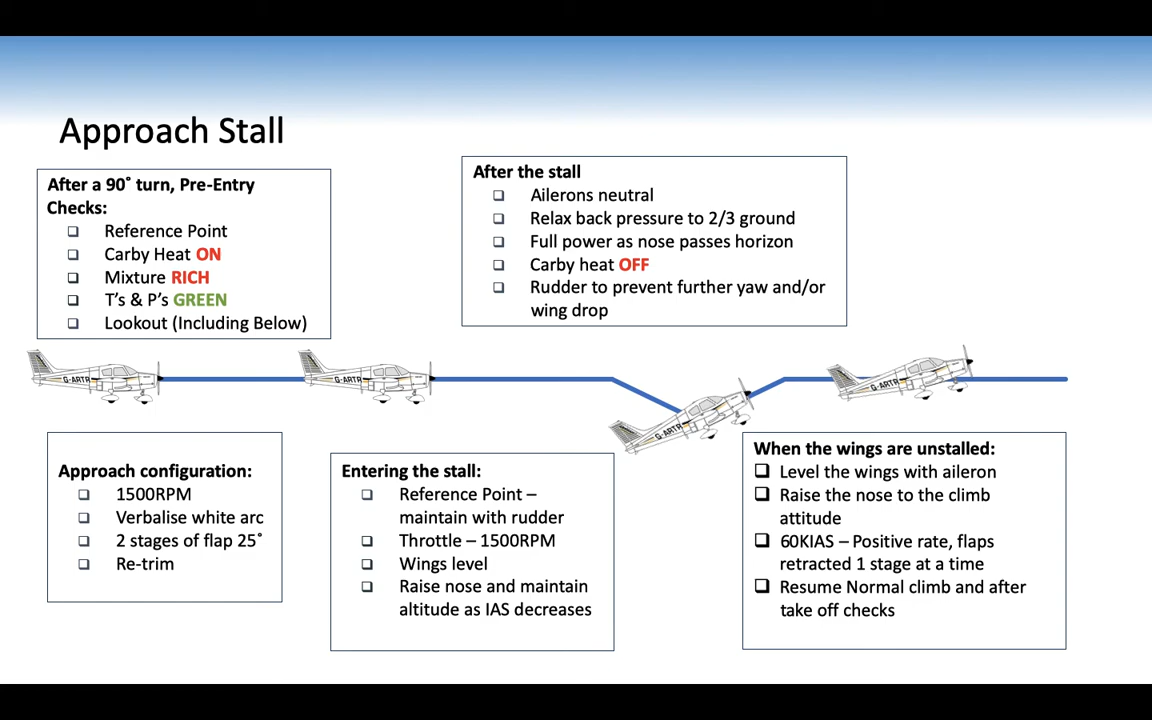 Approach Stall
After a 90˚ turn, Pre-Entry
Checks:
❑ Reference Point
❑ Carby Heat ON
❑ Mixture RICH
❑ T’s & P’s GREEN
❑ Lookout (Including Below)
After the stall
❑ Ailerons neutral
❑ Relax back pressure to 2/3 ground
❑ Full power as nose passes horizon
❑ Carby heat OFF
❑ Rudder to prevent further yaw and/or
wing drop
G-ARTR
G-ARTR
G-ARTR
G-ARTR
Approach configuration:
❑ 1500RPM
❑ Verbalise white arc
❑ 2 stages of flap 25˚
❑ Re-trim
Entering the stall:
❑ Reference Point –
maintain with rudder
❑ Throttle – 1500RPM
❑ Wings level
❑ Raise nose and maintain
altitude as IAS decreases
When the wings are unstalled:
❑ Level the wings with aileron
❑ Raise the nose to the climb
attitude
❑ 60KIAS – Positive rate, flaps
retracted 1 stage at a time
❑ Resume Normal climb and after
take off checks